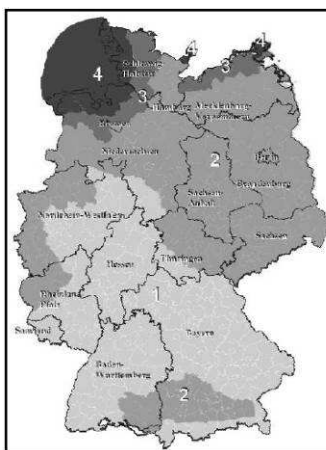 4
4
Schleswig-
Holstein
3
4
3
Hamburg
Mecklenburg-
Vorpommern
Bremen
Niedersachsen
2
Berlin
Brandenburg
Sachsen-
Anhalt
Nordrhein-Westfalen
Sachsen
Thüringen
Hessen
Rheinland-
Pfalz
1
Saarland
Bayern
Baden-
Württemberg
2